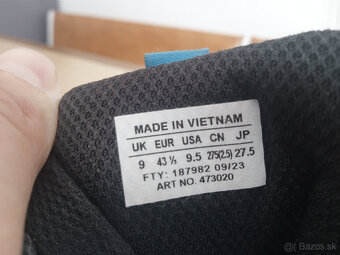 MADE IN VIETNAM
UK EUR USA CN JP
9 43 ⅓ 9.5 275(2.5) 27.5
FTY: 187982 09/23
ART NO. 473020
Bazos.sk